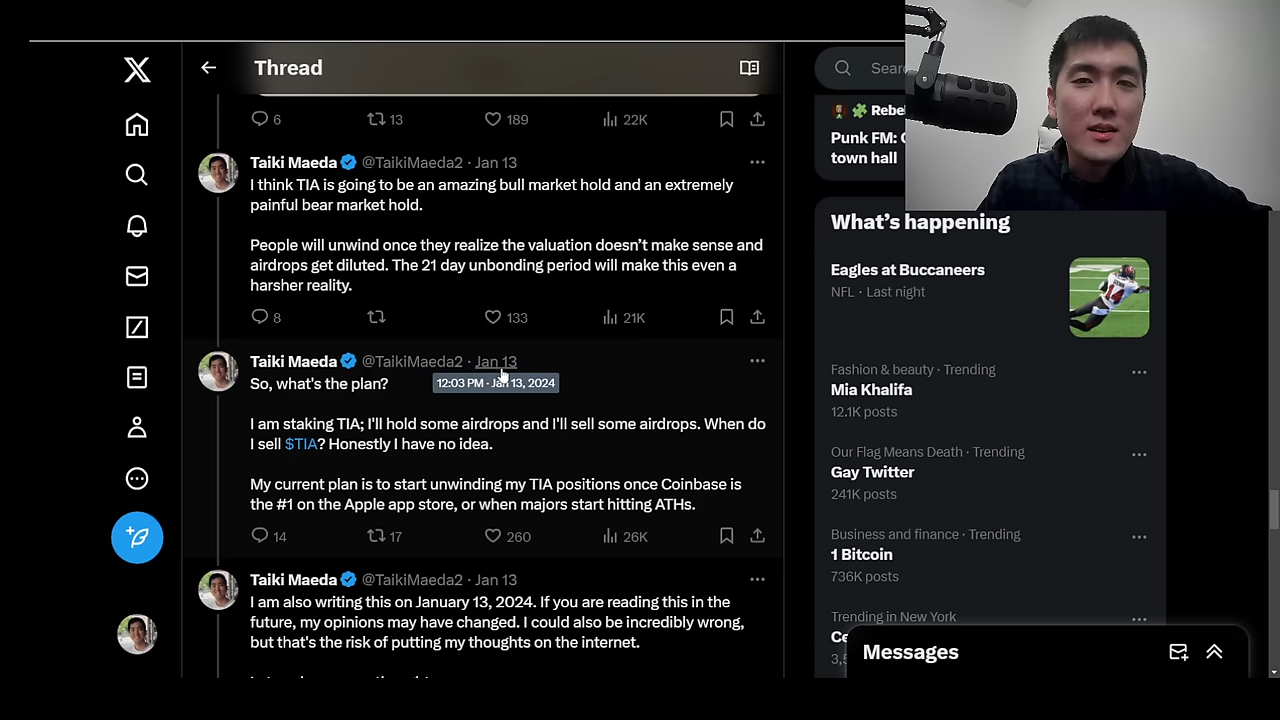 Thread
Sear
6 13 189 22K
Rebel
Punk FM: C
town hall
Taiki Maeda @TaikiMaeda2 · Jan 13
I think TIA is going to be an amazing bull market hold and an extremely
painful bear market hold.
People will unwind once they realize the valuation doesn't make sense and
airdrops get diluted. The 21 day unbonding period will make this even a
harsher reality.
8 133 21K
Taiki Maeda @TaikiMaeda2 · Jan 13
So, what's the plan?
12:03 PM · Jan 13, 2024
I am staking TIA; I'll hold some airdrops and I'll sell some airdrops. When do
I sell $TIA? Honestly I have no idea.
My current plan is to start unwinding my TIA positions once Coinbase is
the #1 on the Apple app store, or when majors start hitting ATHs.
14 17 260 26K
Taiki Maeda @TaikiMaeda2 · Jan 13
I am also writing this on January 13, 2024. If you are reading this in the
future, my opinions may have changed. I could also be incredibly wrong,
but that's the risk of putting my thoughts on the internet.
What's happening
Eagles at Buccaneers
NFL · Last night
Fashion & beauty · Trending
Mia Khalifa
12.1K posts
Our Flag Means Death · Trending
Gay Twitter
241K posts
Business and finance · Trending
1 Bitcoin
736K posts
Trending in New York
Ce
3,5
Messages